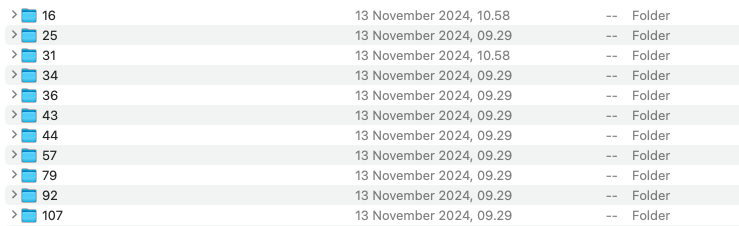 16 13 November 2024, 10.58 -- Folder
25 13 November 2024, 09.29 -- Folder
31 13 November 2024, 10.58 -- Folder
34 13 November 2024, 09.29 -- Folder
36 13 November 2024, 09.29 -- Folder
43 13 November 2024, 09.29 -- Folder
44 13 November 2024, 09.29 -- Folder
57 13 November 2024, 09.29 -- Folder
79 13 November 2024, 09.29 -- Folder
92 13 November 2024, 09.29 -- Folder
107 13 November 2024, 09.29 -- Folder